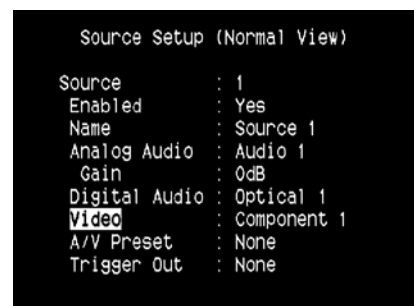 Source Setup (Normal View)
Source : 1
Enabled : Yes
Name : Source 1
Analog Audio : Audio 1
Gain : 0dB
Digital Audio : Optical 1
Video : Component 1
A/V Preset : None
Trigger Out : None